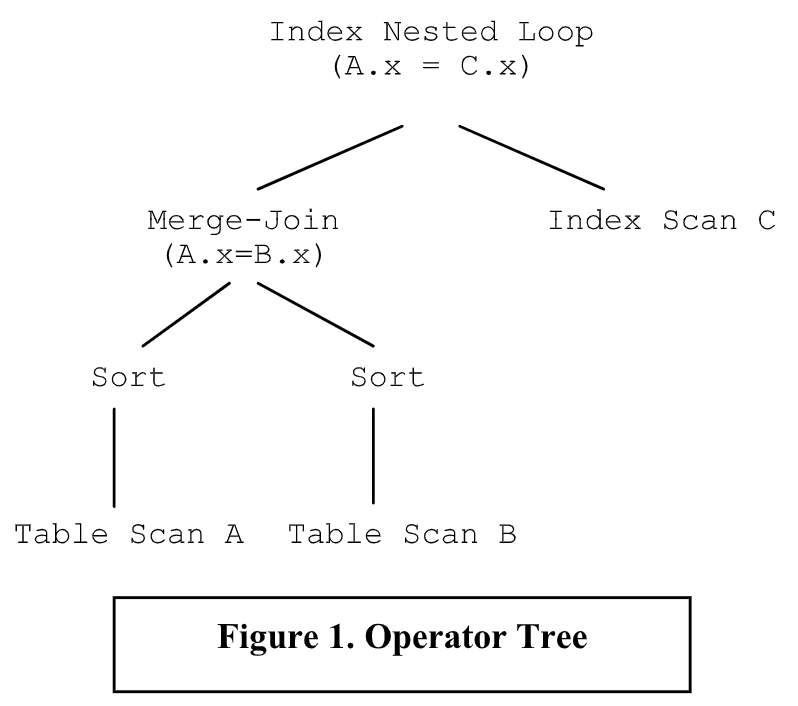 Index Nested Loop
(A.x = C.x)
Merge-Join
(A.x=B.x)
Index Scan C
Sort
Sort
Table Scan A
Table Scan B
Figure 1. Operator Tree